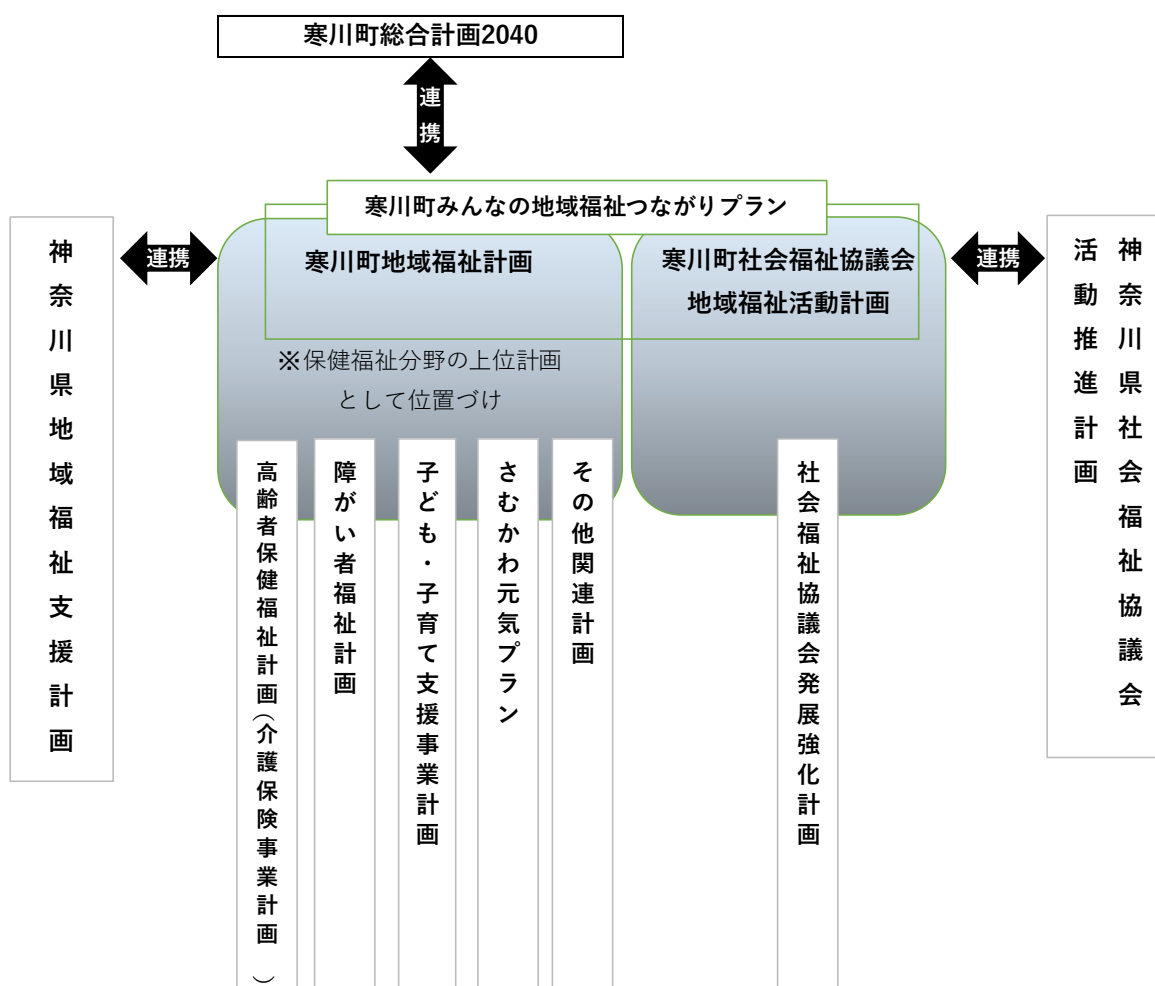 寒川町総合計画2040
連携
寒川町みんなの地域福祉つながりプラン
神奈川県地域福祉支援計画
連携
寒川町地域福祉計画
※保健福祉分野の上位計画
として位置づけ
寒川町社会福祉協議会
地域福祉活動計画
連携
神奈川県社会福祉協議会
活動推進計画
高齢者保健福祉計画(介護保険事業計画)
障がい者福祉計画
子ども・子育て支援事業計画
さむかわ元気プラン
その他関連計画
社会福祉協議会発展強化計画